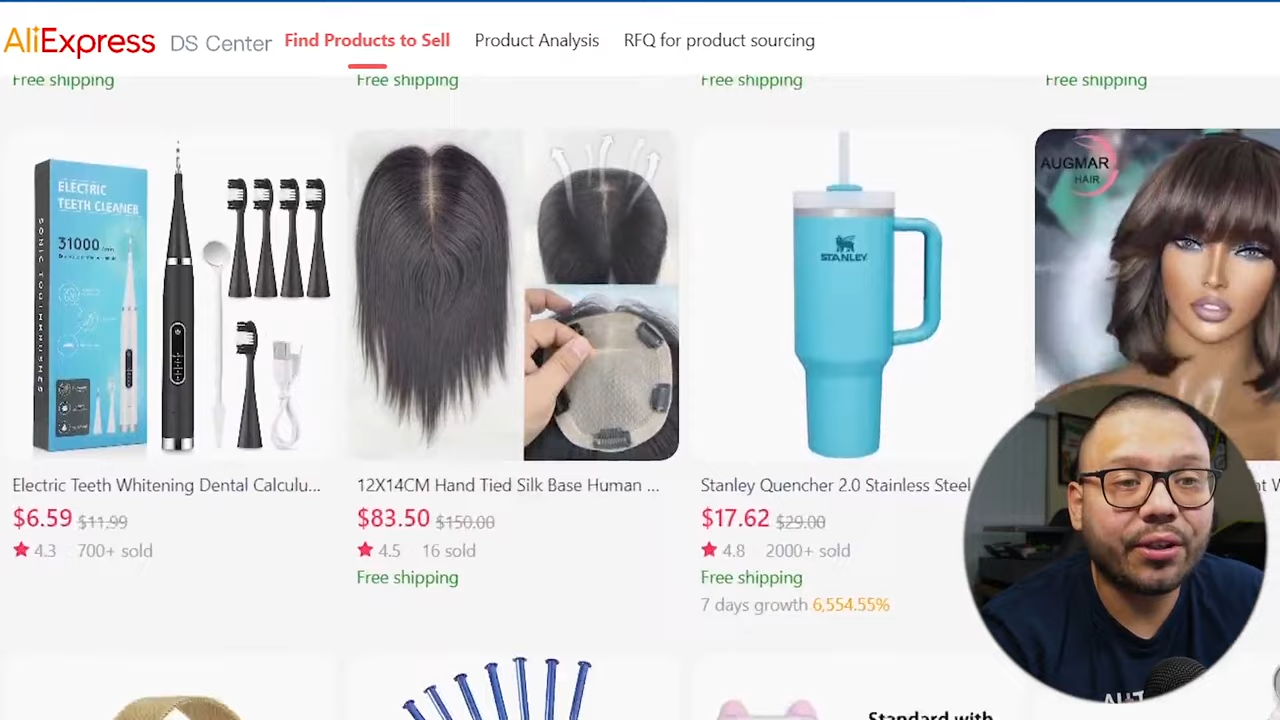 AliExpress DS Center Find Products to Sell Product Analysis RFQ for product sourcing
Free shipping Free shipping Free shipping Free shipping
ELECTRIC
TEETH CLEANER
31000
AUGMAR
HAIR
STANLEY
Electric Teeth Whitening Dental Calculu... 12X14CM Hand Tied Silk Base Human ... Stanley Quencher 2.0 Stainless Steel
$6.59 $11.99 $83.50 $150.00 $17.62 $29.00
4.3 700+ sold 4.5 16 sold 4.8 2000+ sold
Free shipping Free shipping
7 days growth 6,554.55%
Standard with